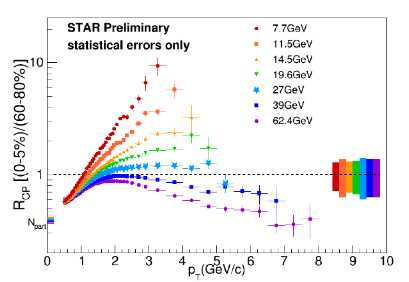 STAR Preliminary
statistical errors only
7.7GeV
11.5GeV
14.5GeV
19.6GeV
27GeV
39GeV
62.4GeV
10
1
R_CP [(0-5%)/(60-80%)]
N_part
0 1 2 3 4 5 6 7 8 9 10
p_T(GeV/c)